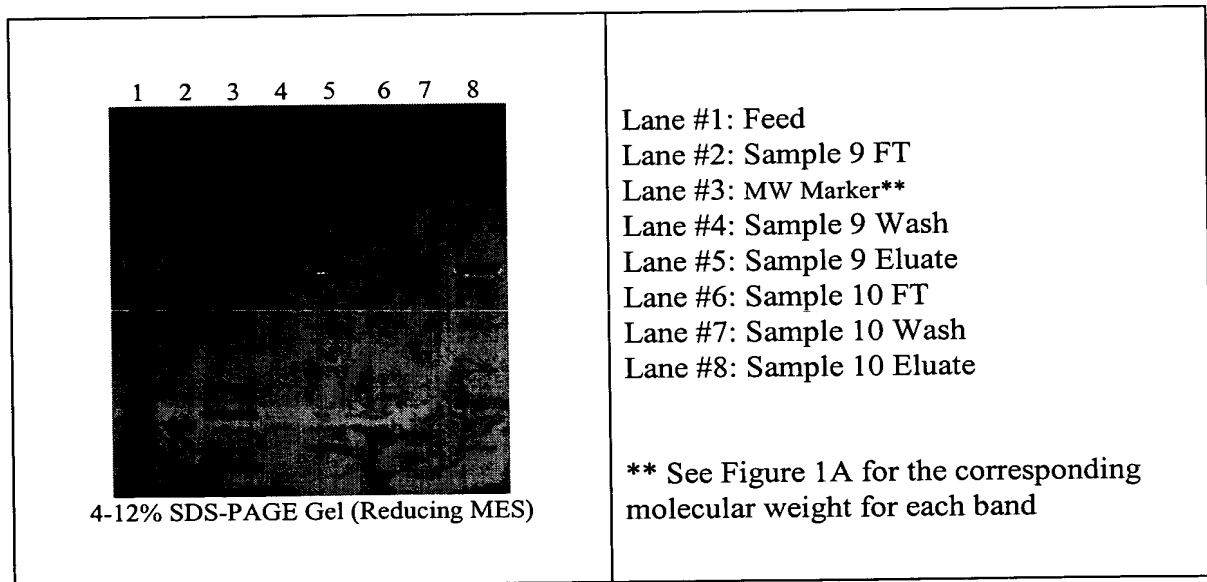 1 2 3 4 5 6 7 8
4-12% SDS-PAGE Gel (Reducing MES)
Lane #1: Feed
Lane #2: Sample 9 FT
Lane #3: MW Marker**
Lane #4: Sample 9 Wash
Lane #5: Sample 9 Eluate
Lane #6: Sample 10 FT
Lane #7: Sample 10 Wash
Lane #8: Sample 10 Eluate
** See Figure 1A for the corresponding
molecular weight for each band